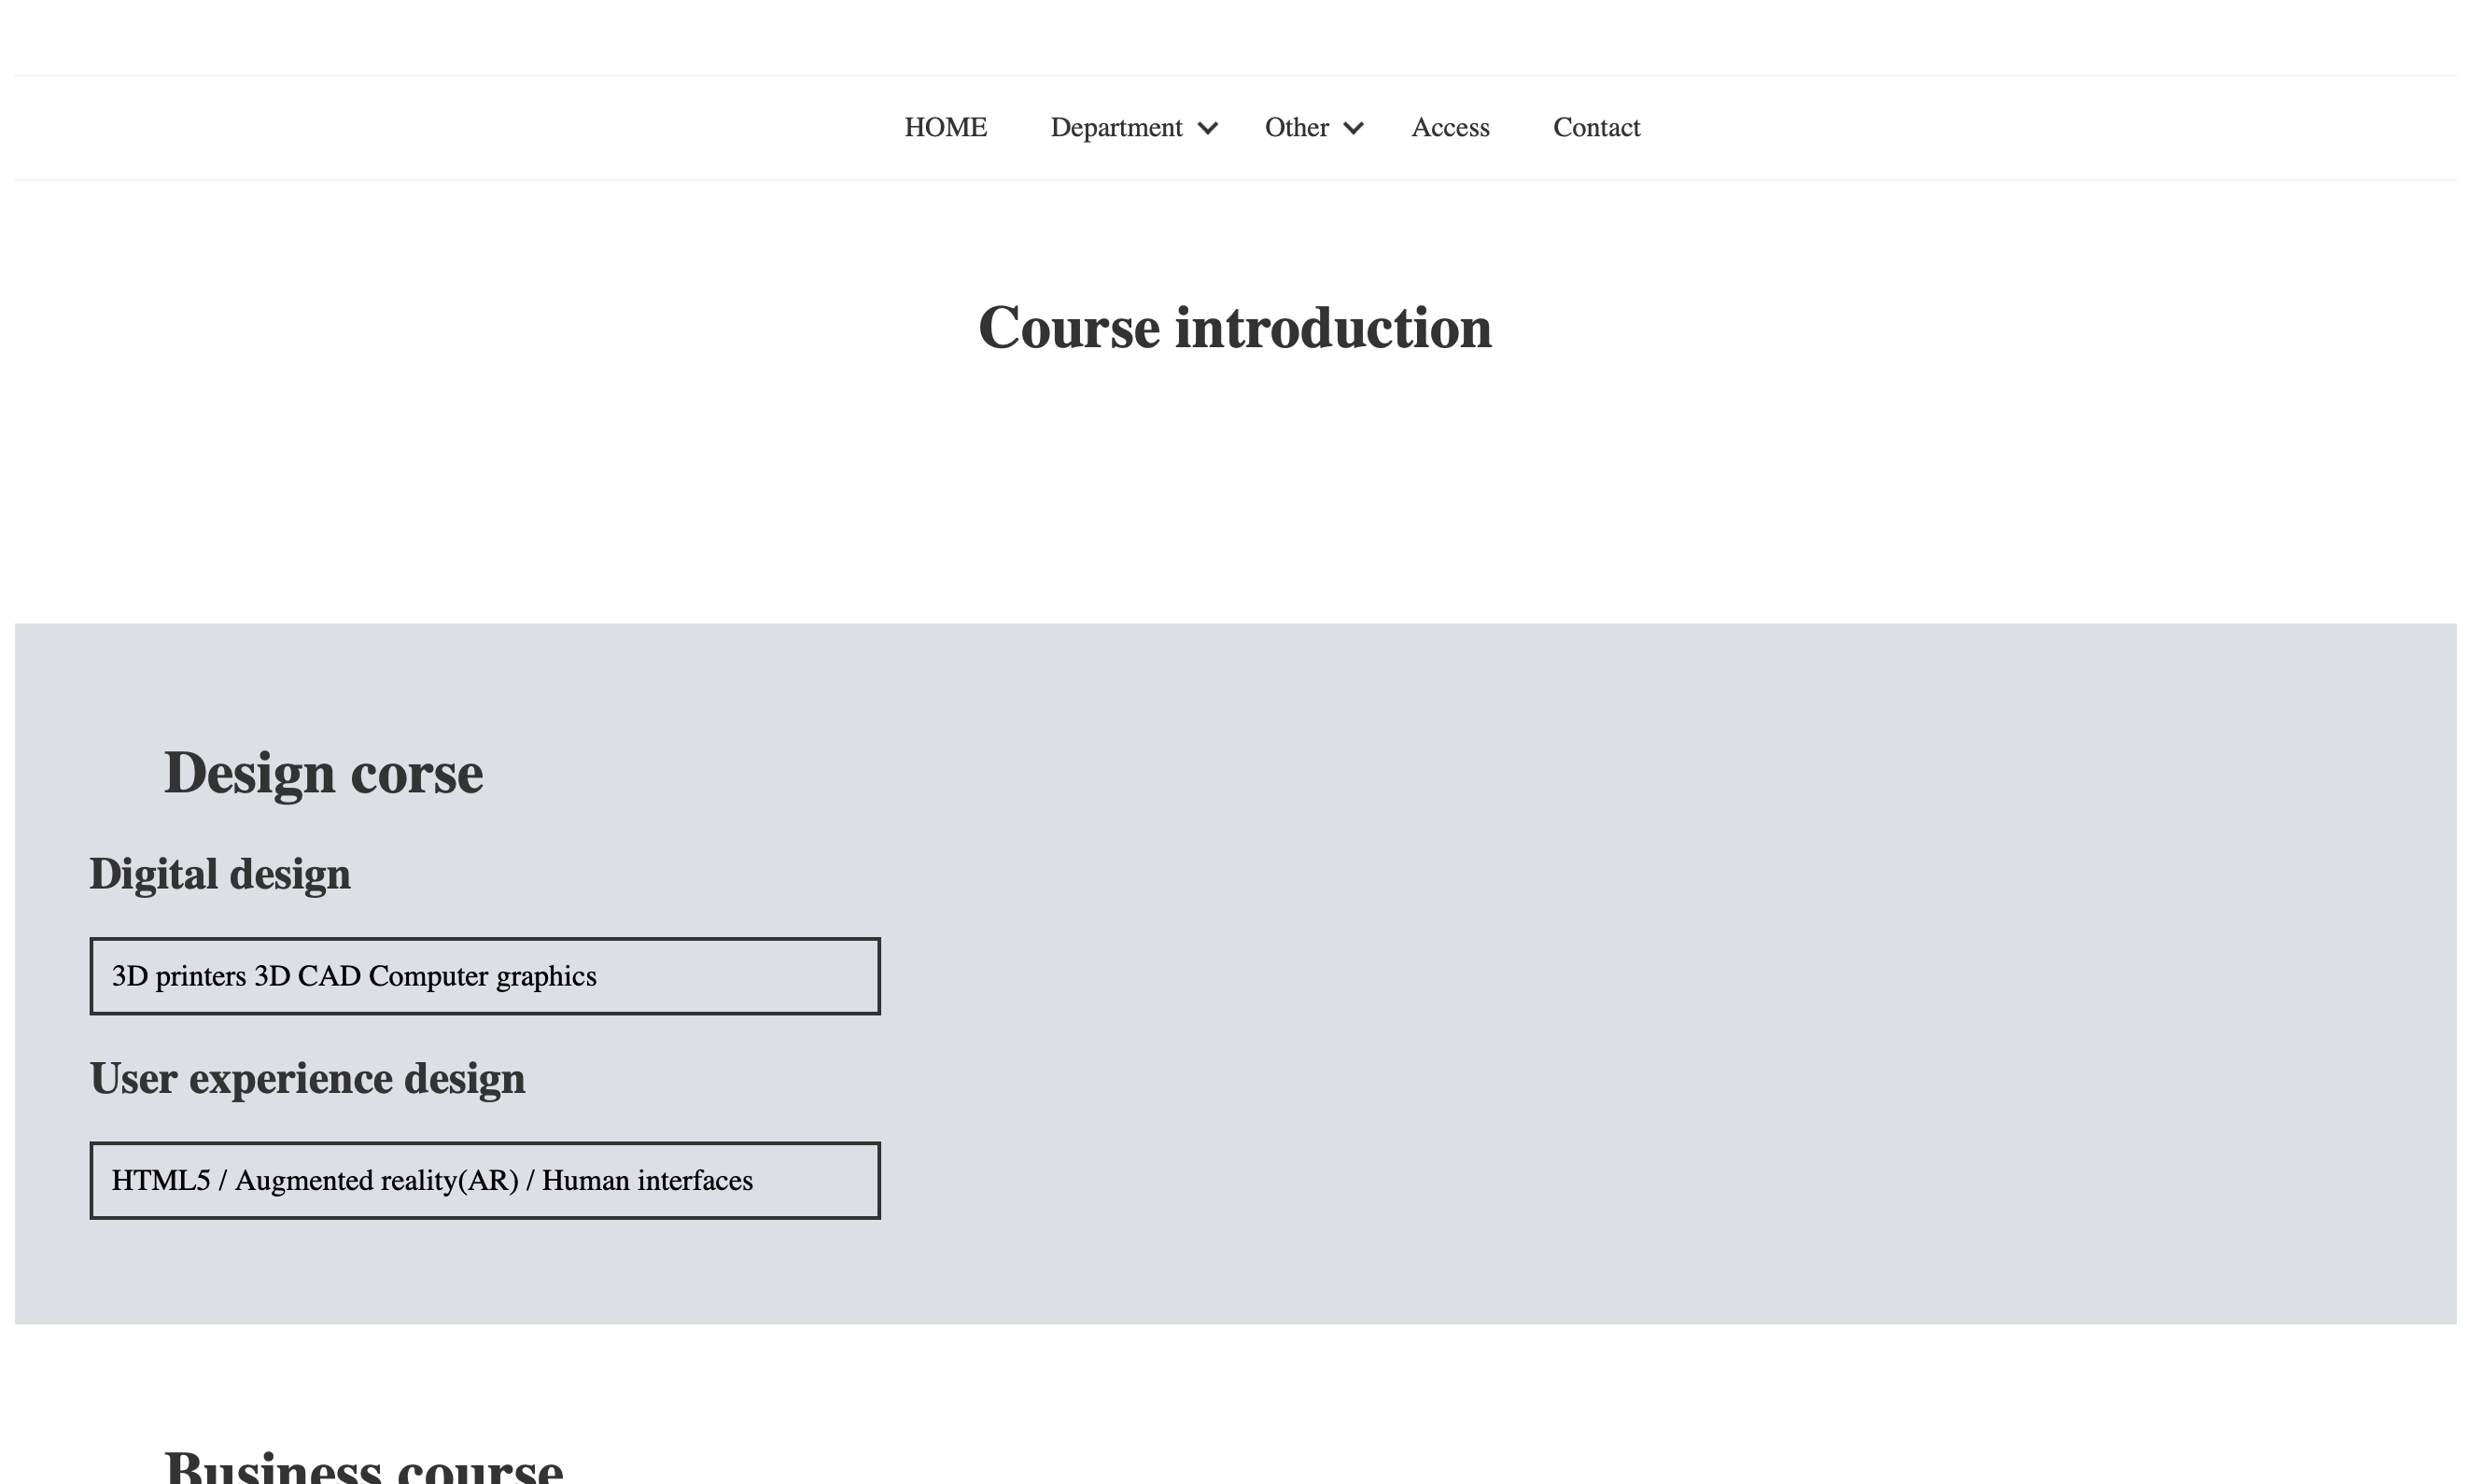 HOME Department Other Access Contact
Course introduction
Design corse
Digital design
3D printers 3D CAD Computer graphics
User experience design
HTML5 / Augmented reality(AR) / Human interfaces
Business course